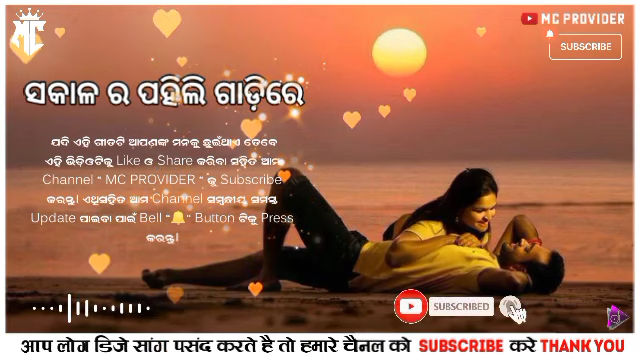 MC
MC PROVIDER
SUBSCRIBE
ସକାଳ ର ପହିଲି ଗାଡ଼ିରେ
ଯଦି ଏହି ଗୀତଟି ଆପଣଙ୍କ ମନକୁ ଛୁଇଁଥାଏ ତେବେ
ଏହି ଭିଡ଼ିଓଟିକୁ Like ଓ Share କରିବା ସହିତ ଆମ
Channel " MC PROVIDER " କୁ Subscribe
କରନ୍ତୁ। ଏଥିସହିତ ଆମ Channel ସମ୍ବନ୍ଧୀୟ ସମସ୍ତ
Update ପାଇବା ପାଇଁ Bell "🔔" Button ଟିକୁ Press
କରନ୍ତୁ।
SUBSCRIBED
आप लोग डिजे सांग पसंद करते है तो हमारे चैनल को SUBSCRIBE करे THANK YOU